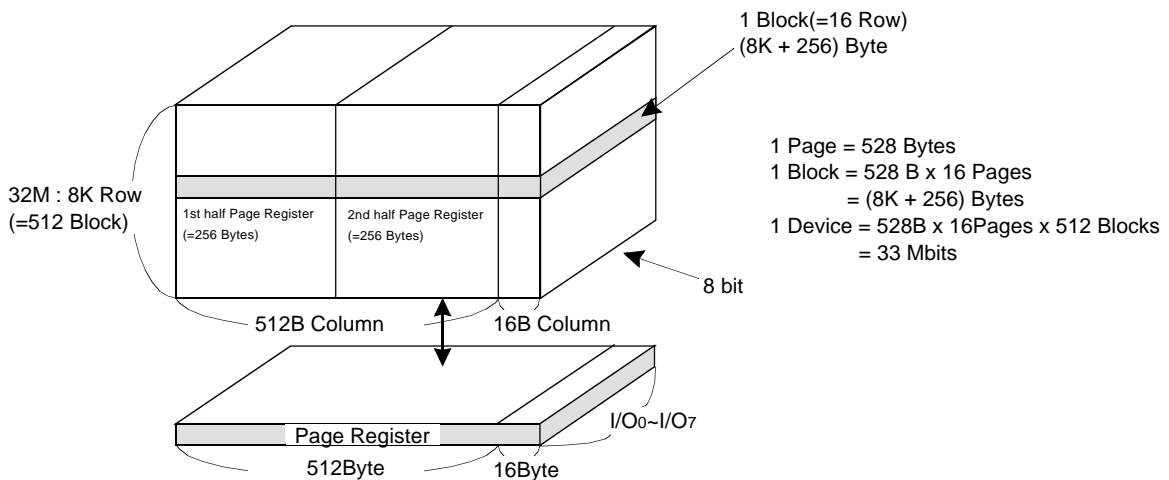 1 Block(=16 Row)
(8K + 256) Byte
1 Page = 528 Bytes
1 Block = 528 B x 16 Pages
= (8K + 256) Bytes
1 Device = 528B x 16Pages x 512 Blocks
= 33 Mbits
32M : 8K Row
(=512 Block)
1st half Page Register
(=256 Bytes)
2nd half Page Register
(=256 Bytes)
8 bit
512B Column
16B Column
I/O0~I/O7
Page Register
512Byte
16Byte